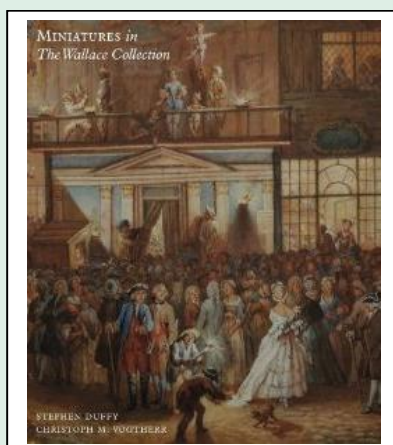 MINIATURES in
The Wallace Collection
STEPHEN DUFFY
CHRISTOPH M. VOGTHERR